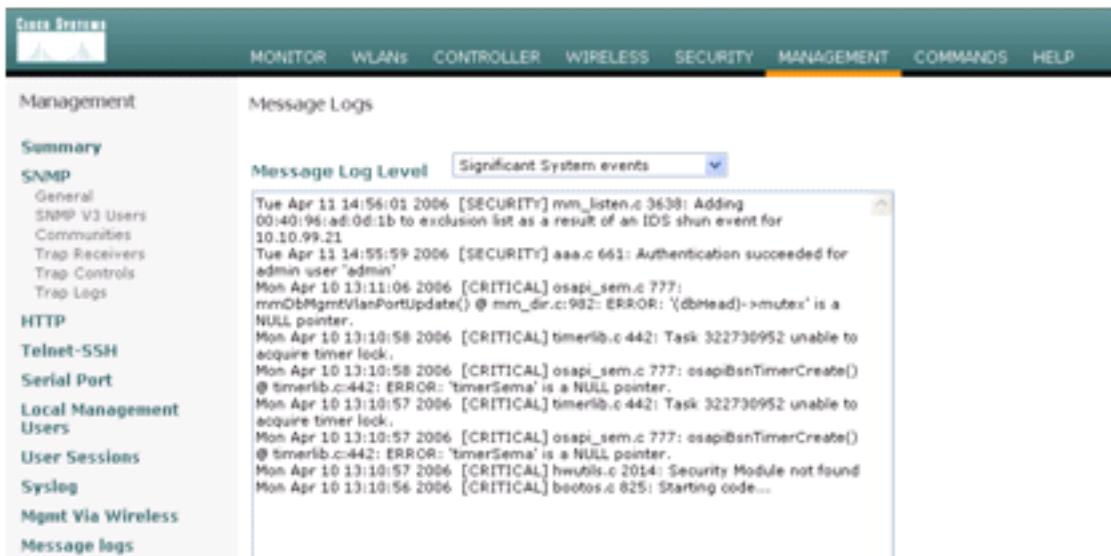 CISCO SYSTEMS
MONITOR WLANs CONTROLLER WIRELESS SECURITY MANAGEMENT COMMANDS HELP
Management
Summary
SNMP
General
SNMP V3 Users
Communities
Trap Receivers
Trap Controls
Trap Logs
HTTP
Telnet-SSH
Serial Port
Local Management
Users
User Sessions
Syslog
Mgmt Via Wireless
Message logs
Message Logs
Message Log Level Significant System events
Tue Apr 11 14:56:01 2006 [SECURITY] mm_listen.c 3638: Adding
00:40:96:ad:0d:1b to exclusion list as a result of an IDS shun event for
10.10.99.21
Tue Apr 11 14:55:59 2006 [SECURITY] aaa.c 661: Authentication succeeded for
admin user 'admin'
Mon Apr 10 13:11:06 2006 [CRITICAL] osapi_sem.c 777:
mmDbMgmtVlanPortUpdate() @ mm_dir.c:982: ERROR: '(dbHead)->mutex' is a
NULL pointer.
Mon Apr 10 13:10:58 2006 [CRITICAL] timerlib.c 442: Task 322730952 unable to
acquire timer lock.
Mon Apr 10 13:10:58 2006 [CRITICAL] osapi_sem.c 777: osapiBsnTimerCreate()
@ timerlib.c:442: ERROR: 'timerSema' is a NULL pointer.
Mon Apr 10 13:10:57 2006 [CRITICAL] timerlib.c 442: Task 322730952 unable to
acquire timer lock.
Mon Apr 10 13:10:57 2006 [CRITICAL] osapi_sem.c 777: osapiBsnTimerCreate()
@ timerlib.c:442: ERROR: 'timerSema' is a NULL pointer.
Mon Apr 10 13:10:57 2006 [CRITICAL] hwutils.c 2014: Security Module not found
Mon Apr 10 13:10:56 2006 [CRITICAL] bootos.c 825: Starting code...